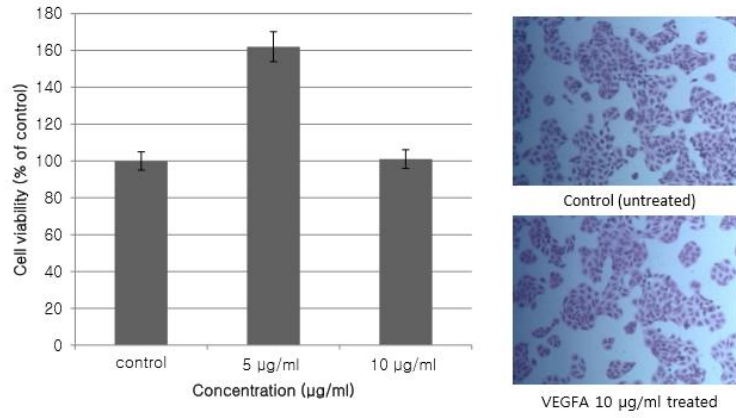 180
160
140
120
100
80
60
40
20
0
Cell viability (% of control)
control
5 μg/ml
10 μg/ml
Concentration (μg/ml)
Control (untreated)
VEGFA 10 μg/ml treated